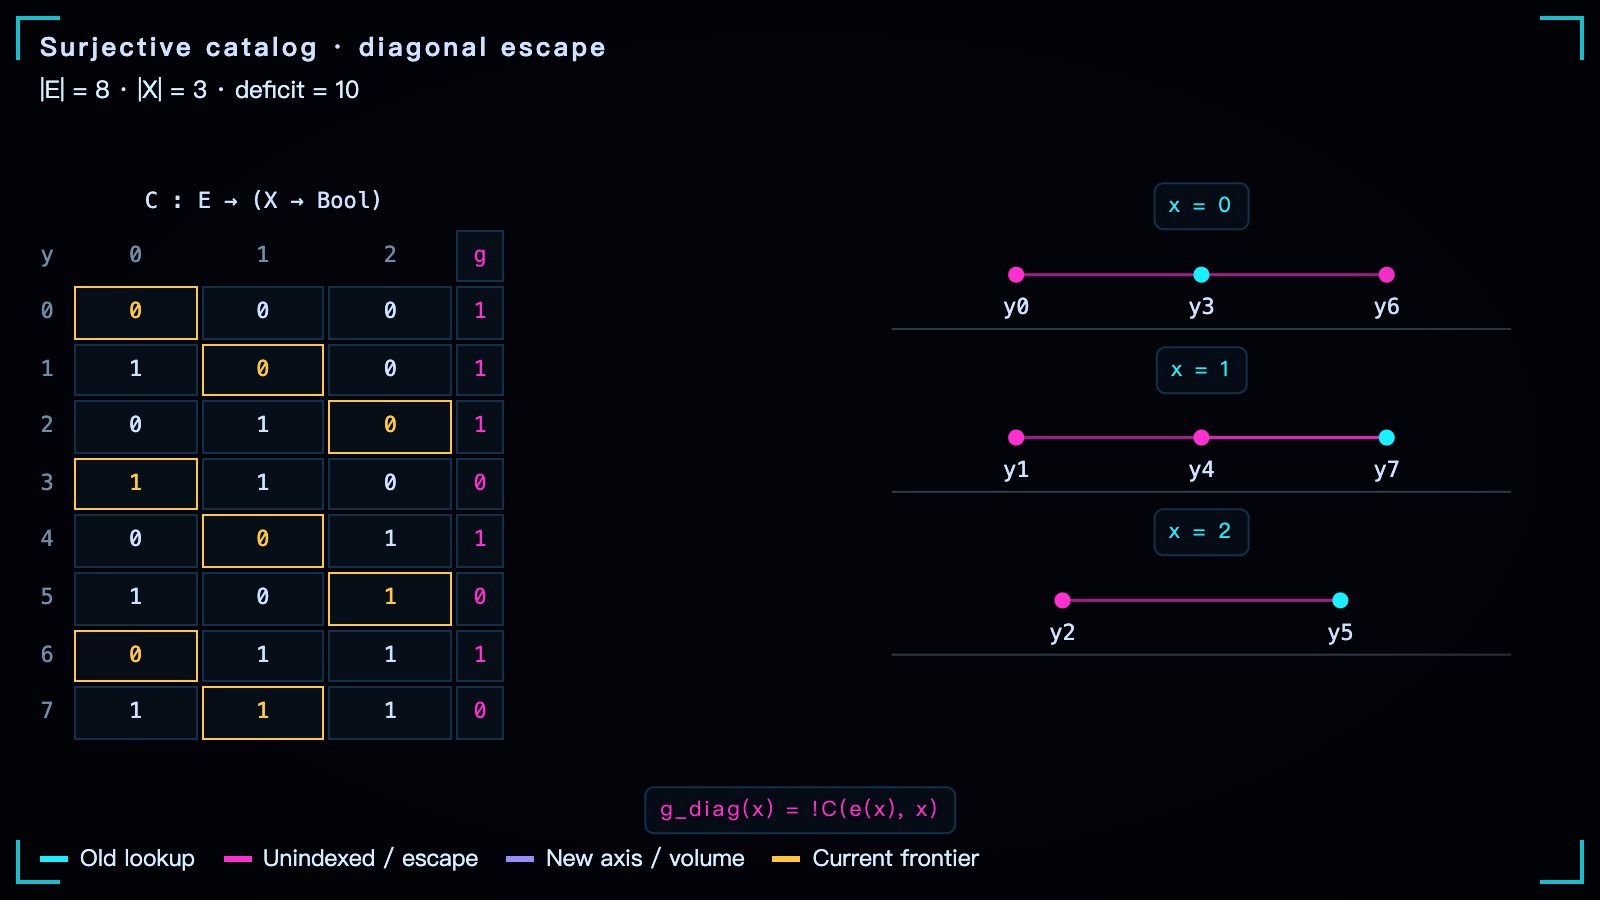 Surjective catalog · diagonal escape
|E| = 8 · |X| = 3 · deficit = 10
C : E → (X → Bool)
y 0 1 2 g
0 0 0 0 1
1 1 0 0 1
2 0 1 0 1
3 1 1 0 0
4 0 0 1 1
5 1 0 1 0
6 0 1 1 1
7 1 1 1 0
x = 0
y0 y3 y6
x = 1
y1 y4 y7
x = 2
y2 y5
g_diag(x) = !C(e(x), x)
Old lookup Unindexed / escape New axis / volume Current frontier